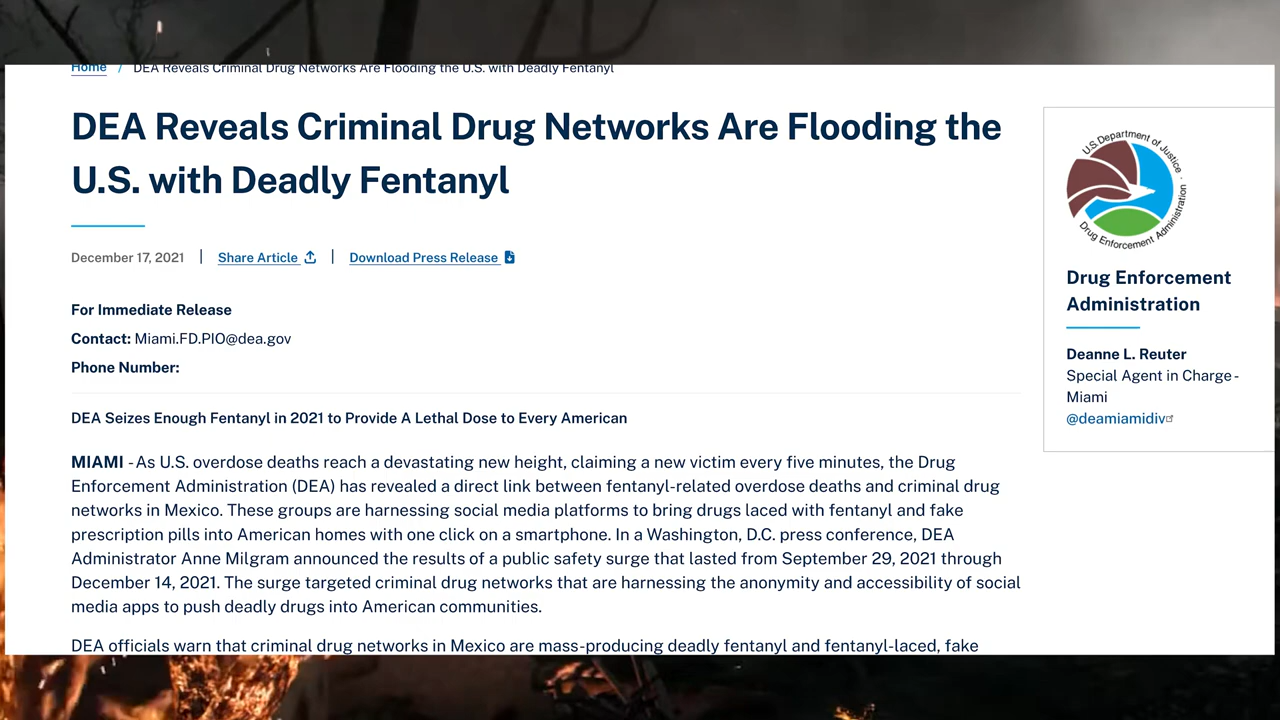 Home / DEA Reveals Criminal Drug Networks Are Flooding the U.S. with Deadly Fentanyl
DEA Reveals Criminal Drug Networks Are Flooding the
U.S. with Deadly Fentanyl
December 17, 2021 | Share Article | Download Press Release
For Immediate Release
Contact: Miami.FD.PIO@dea.gov
Phone Number:
DEA Seizes Enough Fentanyl in 2021 to Provide A Lethal Dose to Every American
MIAMI - As U.S. overdose deaths reach a devastating new height, claiming a new victim every five minutes, the Drug
Enforcement Administration (DEA) has revealed a direct link between fentanyl-related overdose deaths and criminal drug
networks in Mexico. These groups are harnessing social media platforms to bring drugs laced with fentanyl and fake
prescription pills into American homes with one click on a smartphone. In a Washington, D.C. press conference, DEA
Administrator Anne Milgram announced the results of a public safety surge that lasted from September 29, 2021 through
December 14, 2021. The surge targeted criminal drug networks that are harnessing the anonymity and accessibility of social
media apps to push deadly drugs into American communities.
DEA officials warn that criminal drug networks in Mexico are mass-producing deadly fentanyl and fentanyl-laced, fake
U.S. Department of Justice -
Drug Enforcement Administration
Drug Enforcement
Administration
Deanne L. Reuter
Special Agent in Charge -
Miami
@deamiamidiv